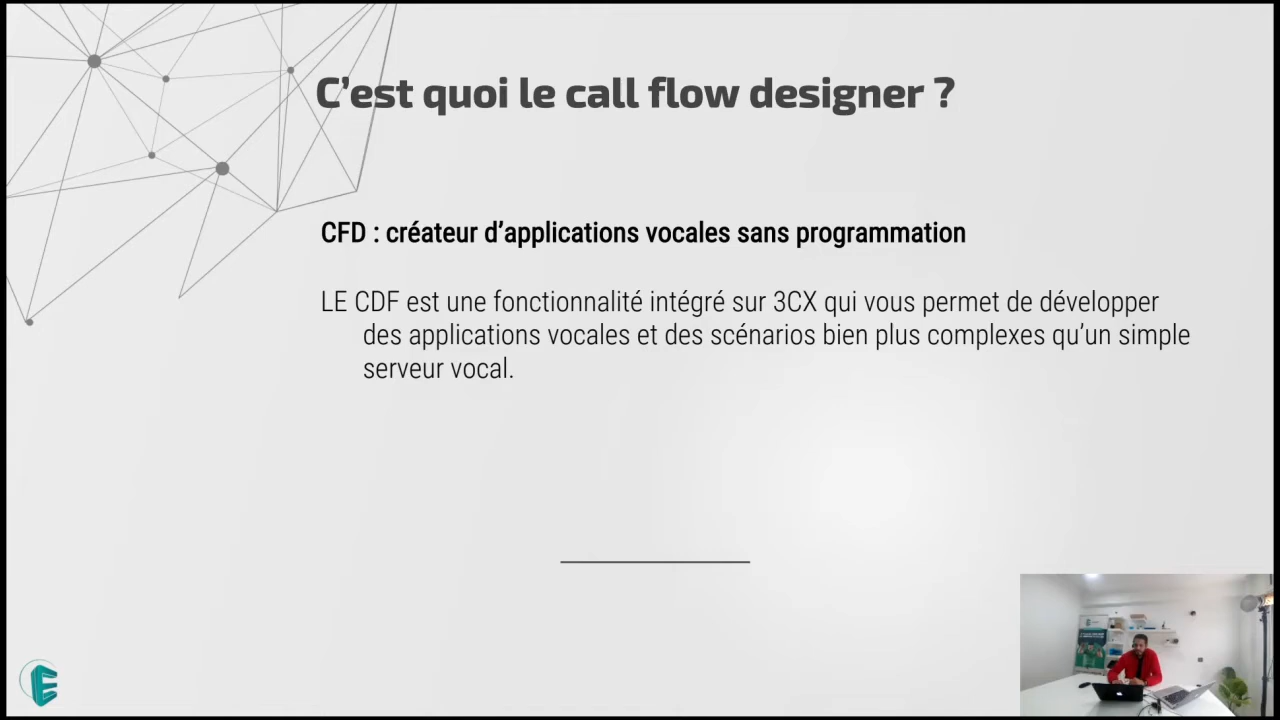 C'est quoi le call flow designer ?
CFD : créateur d'applications vocales sans programmation
LE CDF est une fonctionnalité intégré sur 3CX qui vous permet de développer
des applications vocales et des scénarios bien plus complexes qu'un simple
serveur vocal.
E